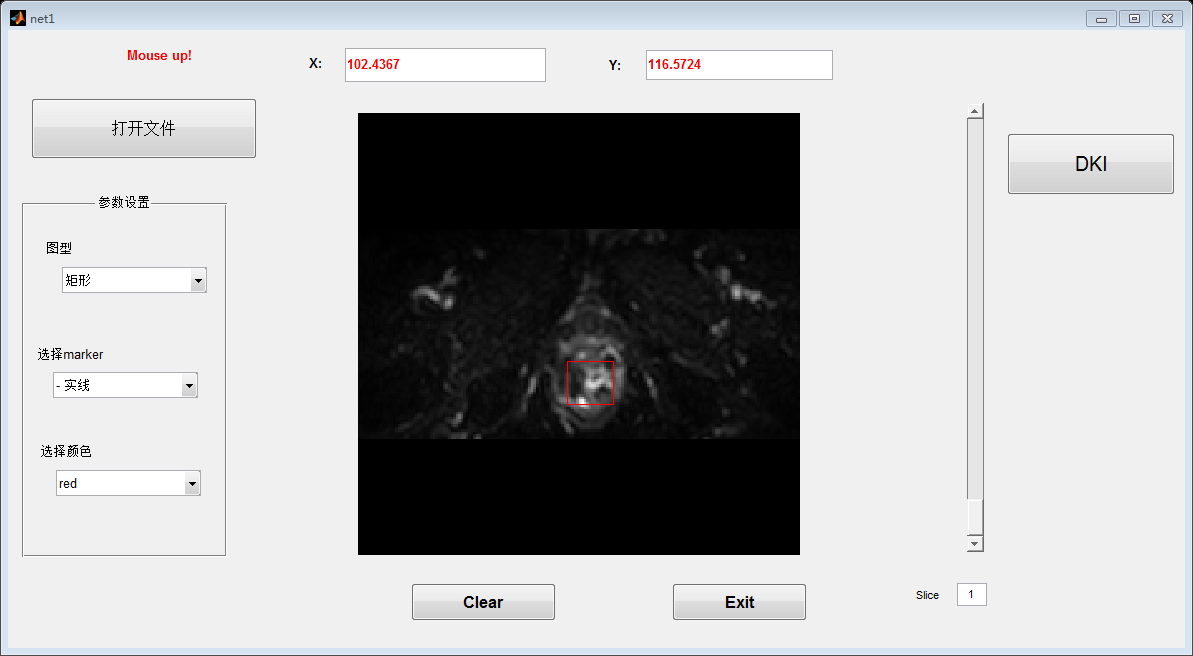 net1
Mouse up!
X: 102.4367
Y: 116.5724
打开文件
DKI
参数设置
图型
矩形
选择marker
- 实线
选择颜色
red
Clear
Exit
Slice 1